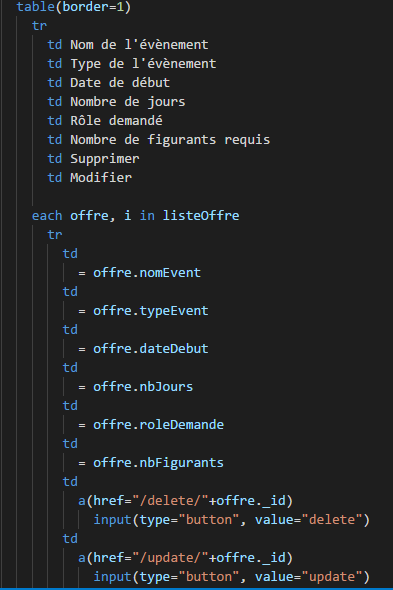 table(border=1)
tr
td Nom de l'évènement
td Type de l'évènement
td Date de début
td Nombre de jours
td Rôle demandé
td Nombre de figurants requis
td Supprimer
td Modifier
each offre, i in listeOffre
tr
td
= offre.nomEvent
td
= offre.typeEvent
td
= offre.dateDebut
td
= offre.nbJours
td
= offre.roleDemande
td
= offre.nbFigurants
td
a(href="/delete/"+offre._id)
input(type="button", value="delete")
td
a(href="/update/"+offre._id)
input(type="button", value="update")